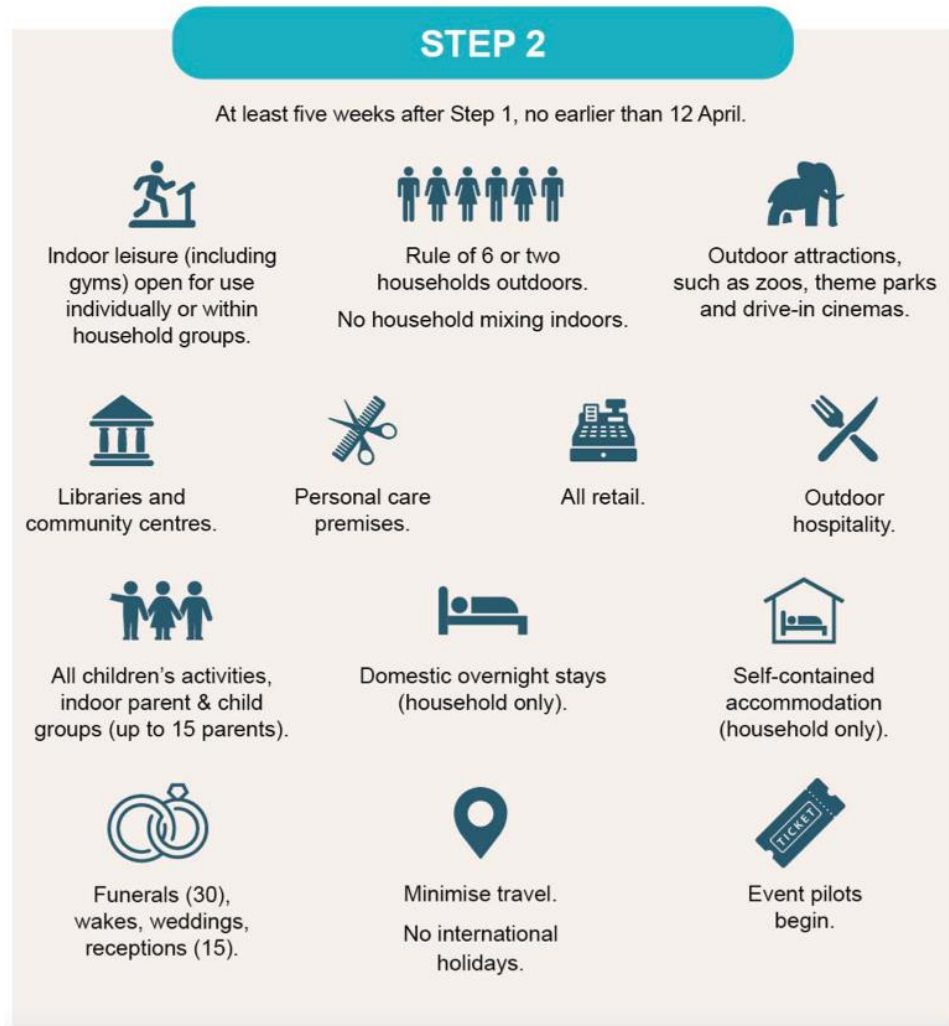 STEP 2
At least five weeks after Step 1, no earlier than 12 April.
Indoor leisure (including
gyms) open for use
individually or within
household groups.
Rule of 6 or two
households outdoors.
No household mixing indoors.
Outdoor attractions,
such as zoos, theme parks
and drive-in cinemas.
Libraries and
community centres.
Personal care
premises.
All retail.
Outdoor
hospitality.
All children’s activities,
indoor parent & child
groups (up to 15 parents).
Domestic overnight stays
(household only).
Self-contained
accommodation
(household only).
Funerals (30),
wakes, weddings,
receptions (15).
Minimise travel.
No international
holidays.
TICKET
Event pilots
begin.